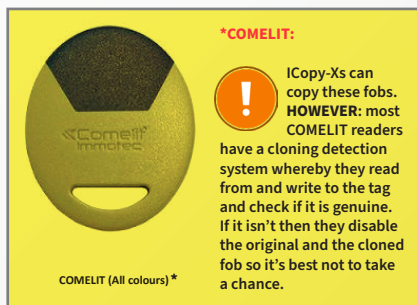 *COMELIT:
!
ICopy-Xs can
copy these fobs.
HOWEVER: most
COMELIT readers
have a cloning detection
system whereby they read
from and write to the tag
and check if it is genuine.
If it isn't then they disable
the original and the cloned
fob so it's best not to take
a chance.
Comelit
Immotec
COMELIT (All colours)*